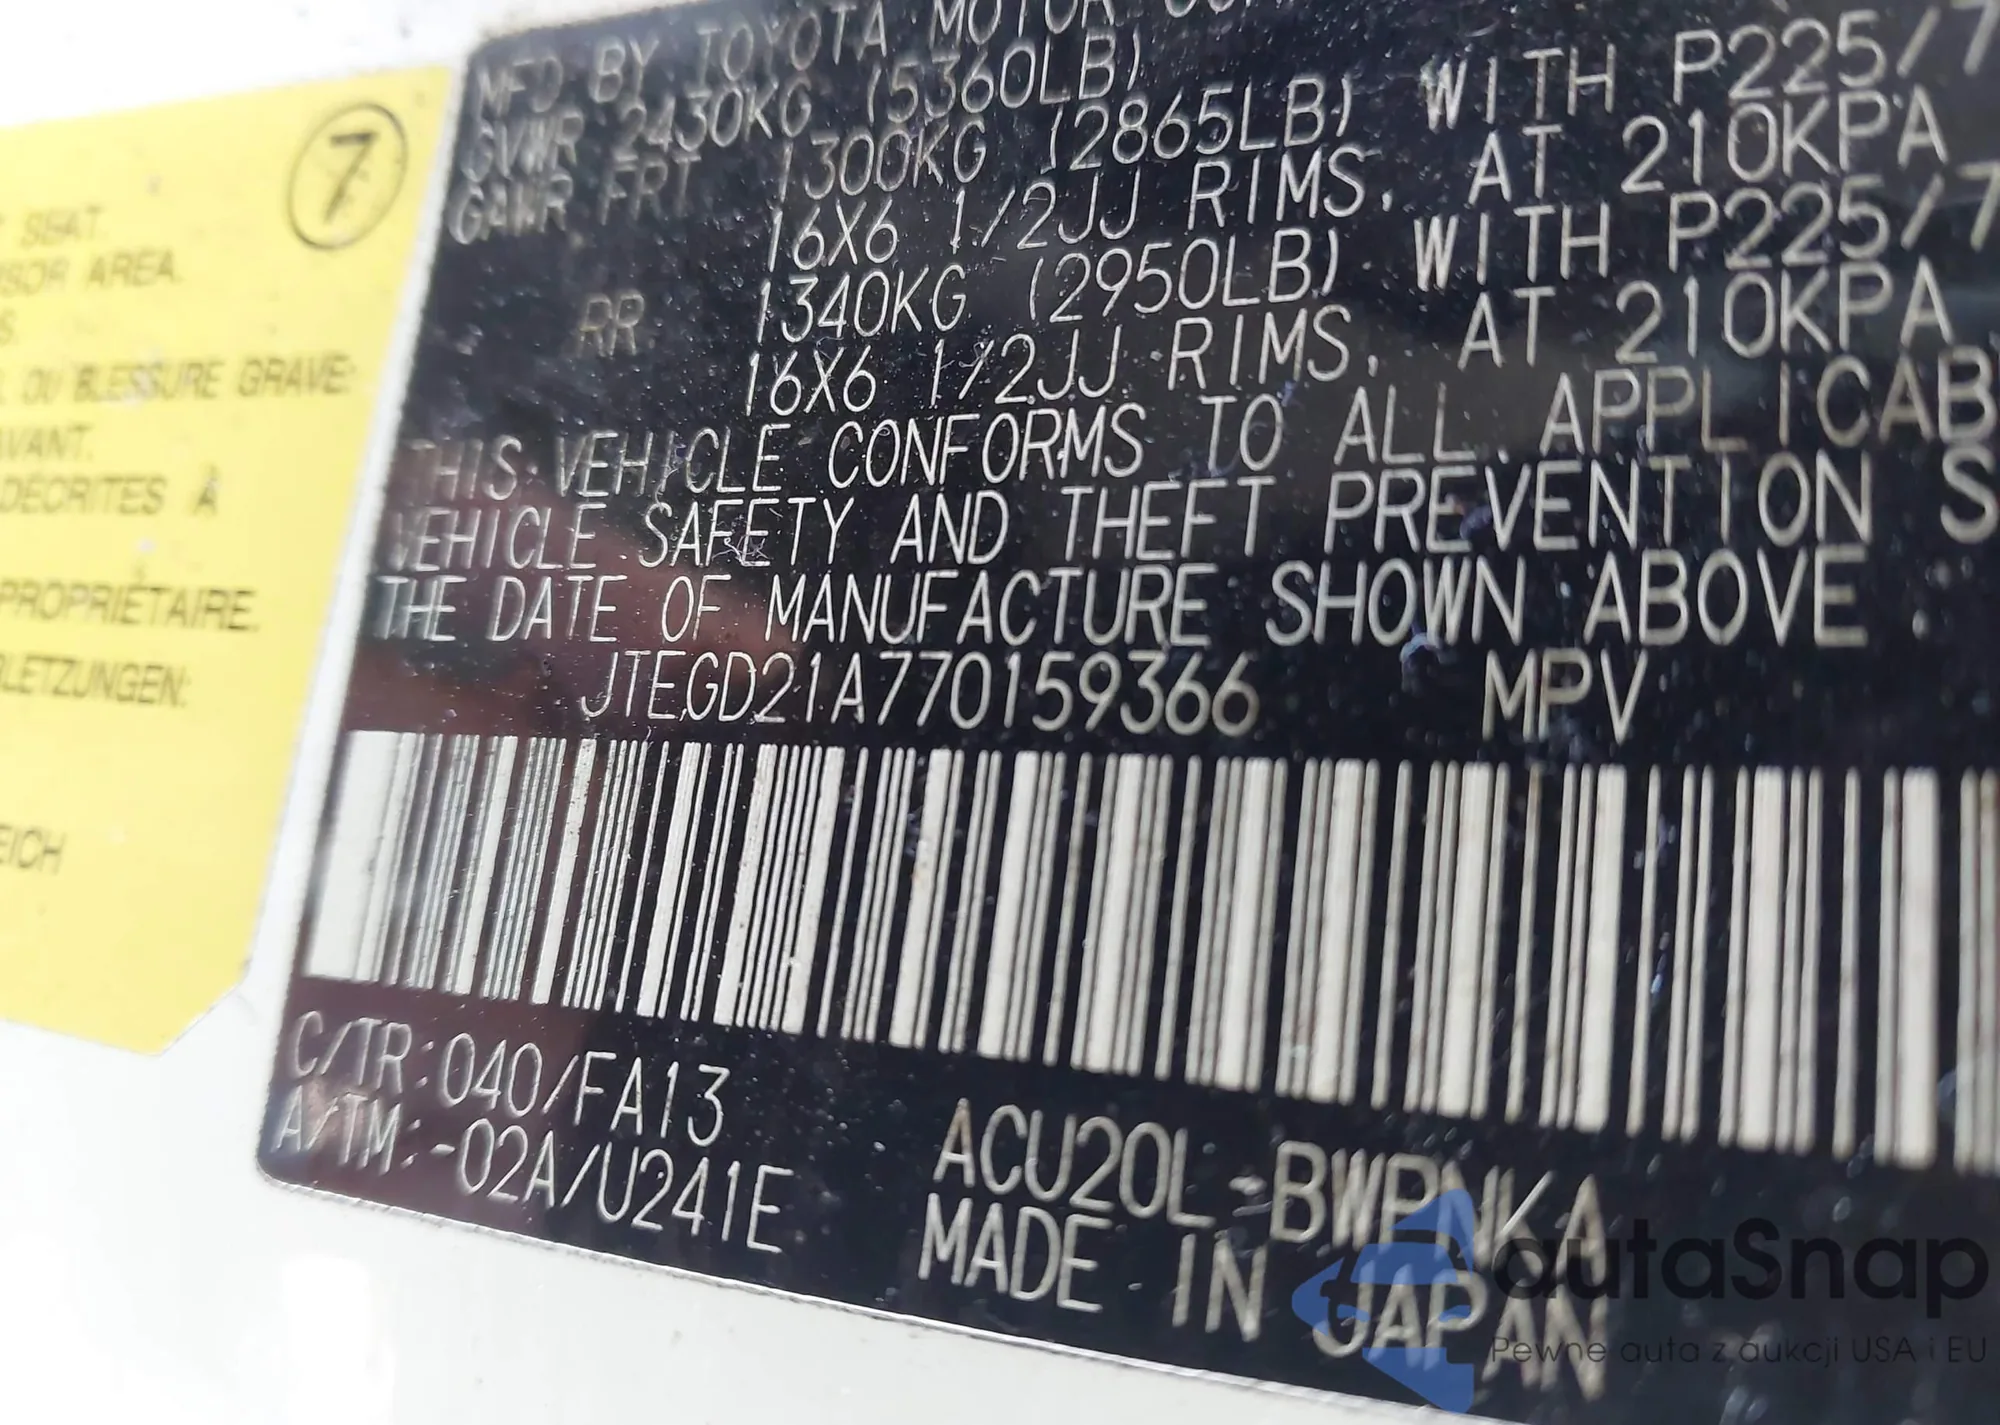 7
SEAT.
SOR AREA.
OU BLESSURE GRAVE:
AVANT.
DÉCRITES À
PROPRIÉTAIRE.
BLETZUNGEN:
EICH
MFD BY TOYOTA MOTOR
GVWR 2430KG (5360LB)
GAWR FRT 1300KG (2865LB) WITH P225/7
16X6 1/2JJ RIMS, AT 210KPA
RR 1340KG (2950LB) WITH P225/7
16X6 1/2JJ RIMS, AT 210KPA
THIS VEHICLE CONFORMS TO ALL APPLICAB
VEHICLE SAFETY AND THEFT PREVENTION S
THE DATE OF MANUFACTURE SHOWN ABOVE.
JTEGD21A770159366 MPV
C/TR:040/FA13
A/TM:-02A/U241E
ACU20L-BWPNKA
MADE IN JAPAN
autoSnap
Pewne auta z aukcji USA i EU